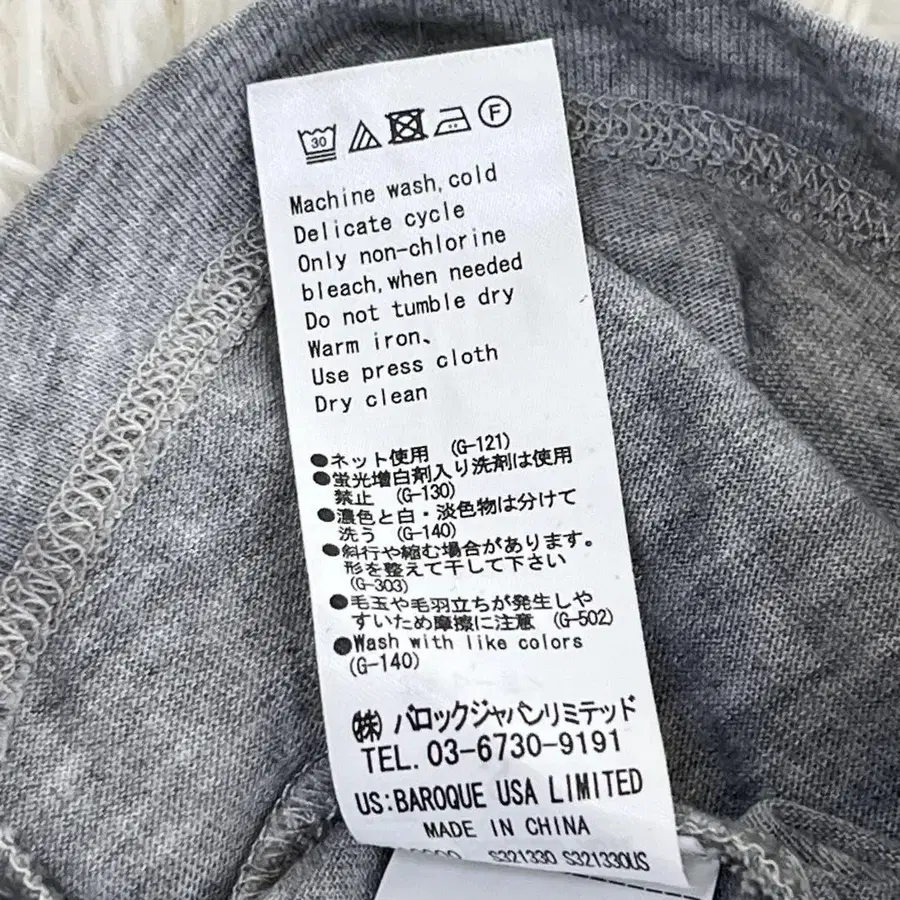 30 F
Machine wash,cold
Delicate cycle
Only non-chlorine
bleach,when needed
Do not tumble dry
Warm iron、
Use press cloth
Dry clean
●ネット使用 (G-121)
●蛍光増白剤入り洗剤は使用
禁止 (G-130)
●濃色と白・淡色物は分けて
洗う (G-140)
●斜行や縮む場合があります。
形を整えて干して下さい
(G-303)
●毛玉や毛羽立ちが発生しや
すいため摩擦に注意 (G-502)
●Wash with like colors
(G-140)
㈱ バロックジャパンリミテッド
TEL. 03-6730-9191
US:BAROQUE USA LIMITED
MADE IN CHINA
S321330 S321330US